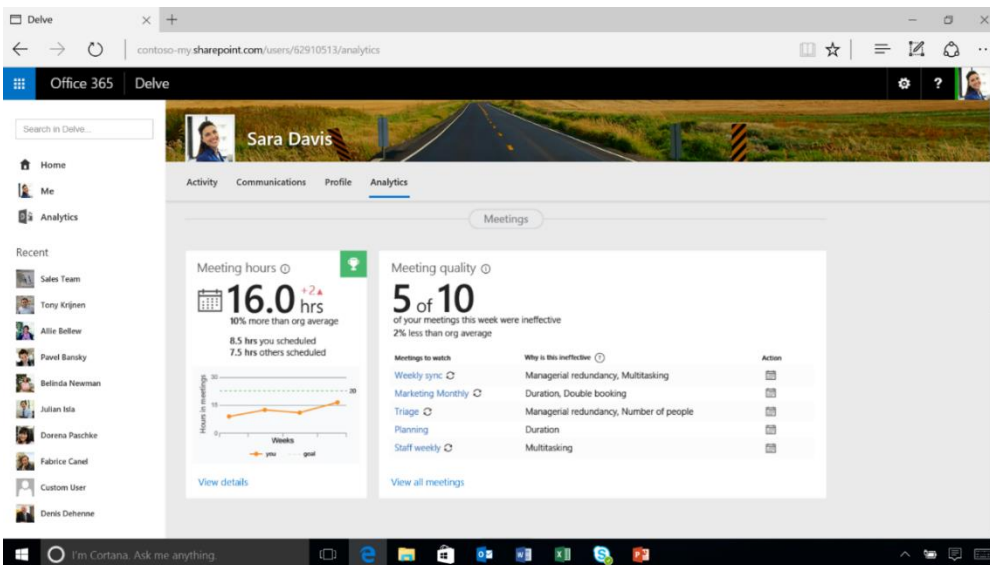 Delve
contoso-my.sharepoint.com/users/62910513/analytics
Office 365 Delve
?
Search in Delve...
Home
Me
Analytics
Recent
Sales Team
Tony Krijnen
Allie Bellew
Pavel Bansky
Belinda Newman
Julian Isla
Dorena Paschke
Fabrice Canel
Custom User
Denis Dehenne
Sara Davis
Activity Communications Profile Analytics
Meetings
Meeting hours
16.0 hrs +2
10% more than org average
8.5 hrs you scheduled
7.5 hrs others scheduled
Hours in meetings
30
20
15
0
Weeks
you goal
View details
Meeting quality
5 of 10
of your meetings this week were ineffective
2% less than org average
Meetings to watch Why is this ineffective ? Action
Weekly sync Managerial redundancy, Multitasking
Marketing Monthly Duration, Double booking
Triage Managerial redundancy, Number of people
Planning Duration
Staff weekly Multitasking
View all meetings
I'm Cortana. Ask me anything.